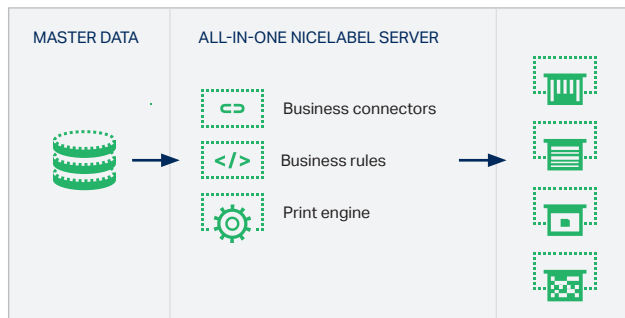 MASTER DATA
ALL-IN-ONE NICELABEL SERVER
Business connectors
</>
Business rules
Print engine